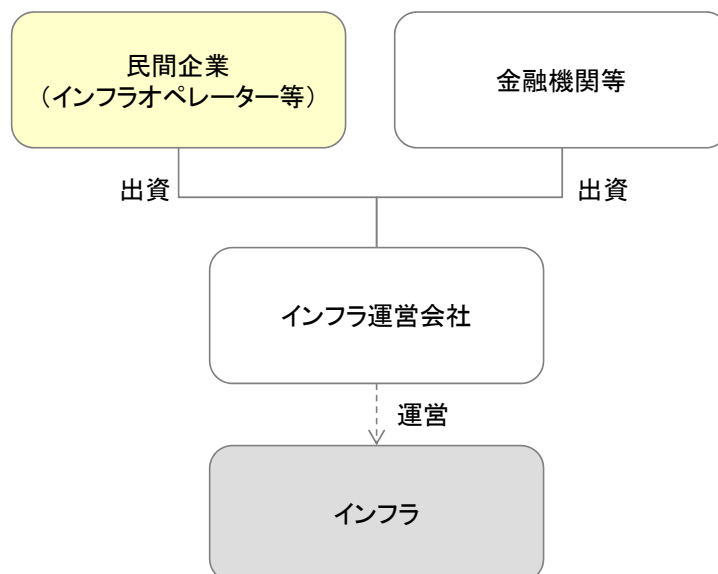 民間企業
（インフラオペレーター等）
金融機関等
出資
出資
インフラ運営会社
運営
インフラ